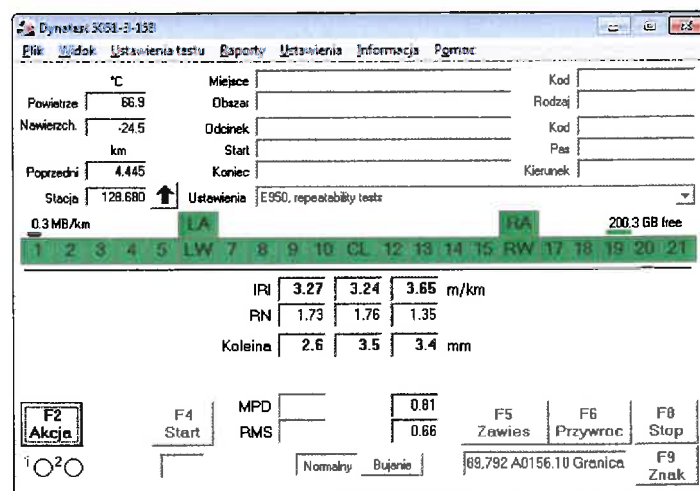 Dynatest 5051-3-158
Plik Widok Ustawienia testu Raporty Ustawienia Informacja Pomoc
°C Miejsce Kod
Powietrze 66.9 Obszar Rodzaj
Nawierzch. -24.5 Odcinek Kod
km Start Pas
Poprzedni 4.445 Koniec Kierunek
Stacja 128.680 Ustawienia E950, repeatability tests
0.3 MB/km LA RA 200.3 GB free
1 2 3 4 5 LW 7 8 9 10 CL 12 13 14 15 RW 17 18 19 20 21
IRI 3.27 3.24 3.65 m/km
RN 1.73 1.76 1.35
Koleina 2.6 3.5 3.4 mm
F2 Akcja F4 Start MPD 0.81 F5 Zawies F6 Przywroc F8 Stop
RMS 0.66
1 2 Normalny Bujanie 69,792 A0156.10 Granica F9 Znak